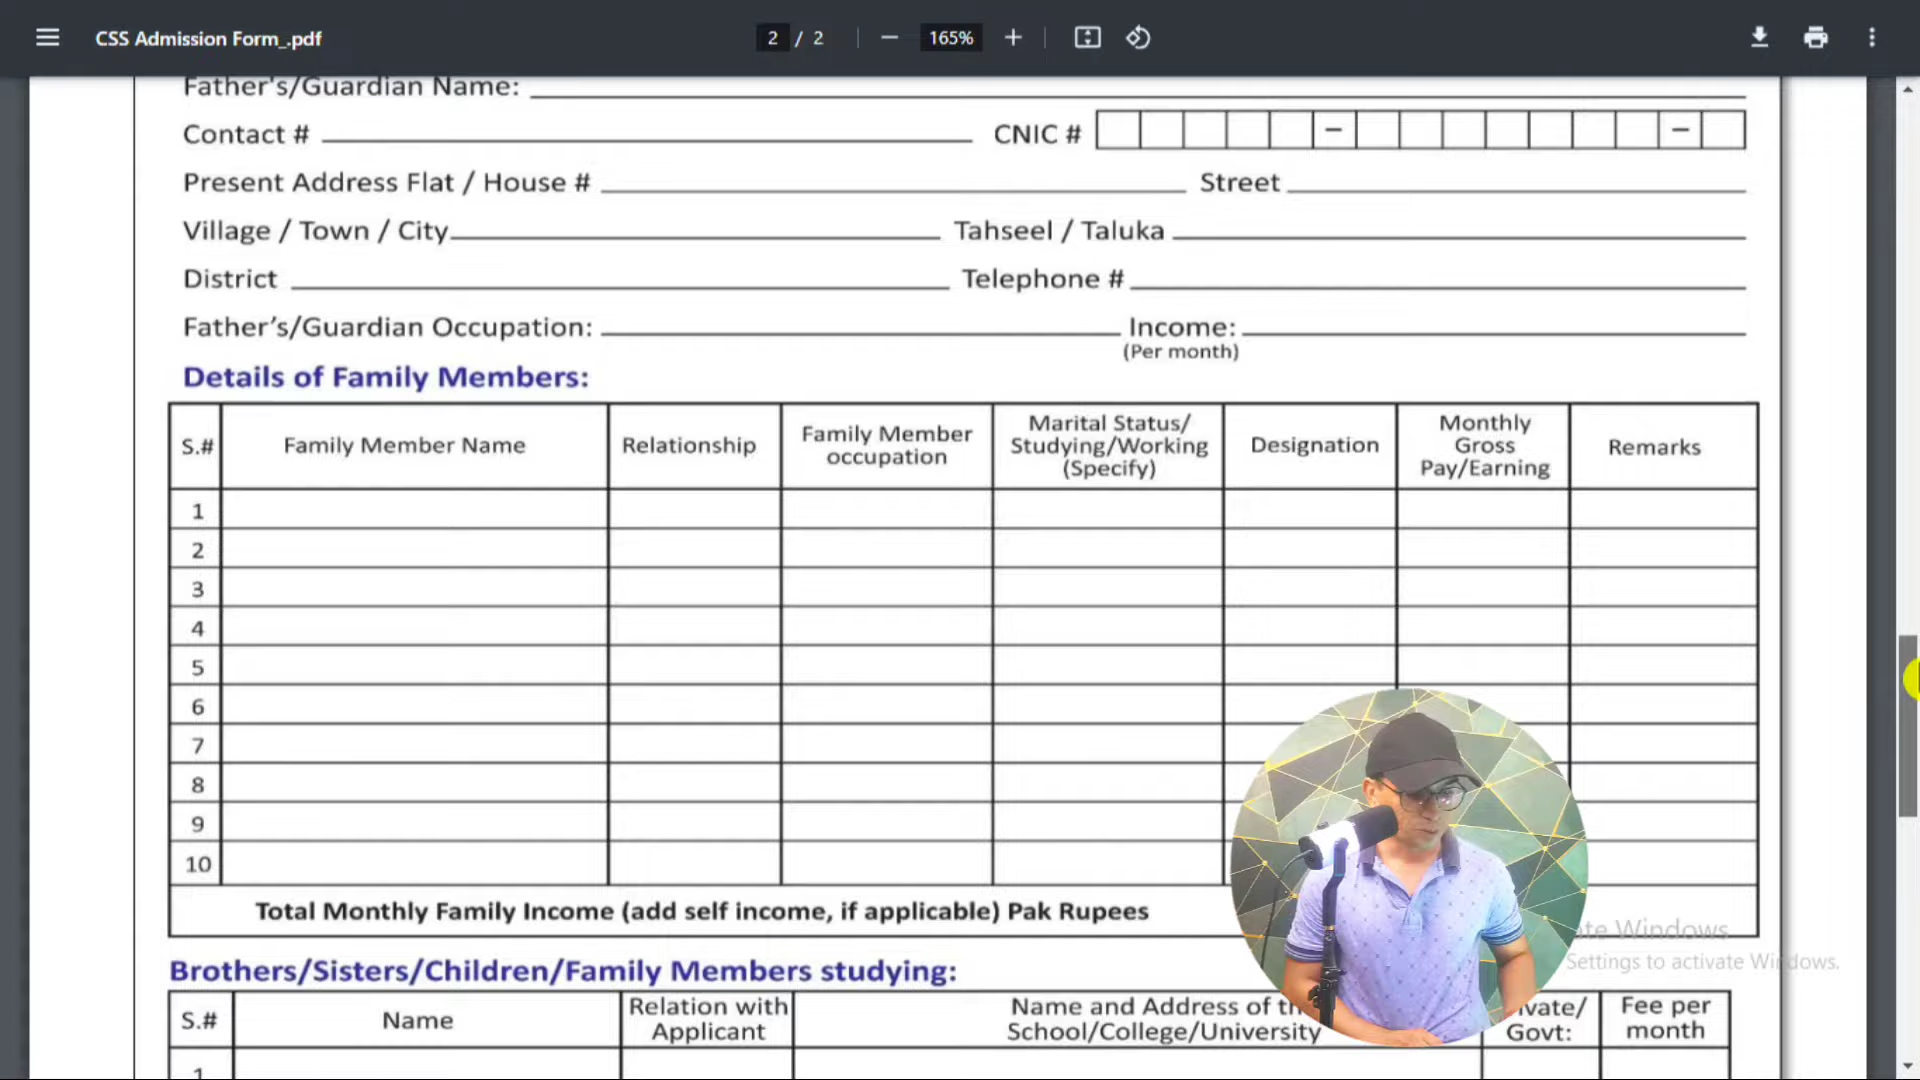 CSS Admission Form_.pdf
2 / 2
165%
Father's/Guardian Name:
Contact # CNIC # – –
Present Address Flat / House # Street
Village / Town / City Tahseel / Taluka
District Telephone #
Father’s/Guardian Occupation: Income:
(Per month)
Details of Family Members:
S.# Family Member Name Relationship Family Member occupation Marital Status/ Studying/Working (Specify) Designation Monthly Gross Pay/Earning Remarks
1
2
3
4
5
6
7
8
9
10
Total Monthly Family Income (add self income, if applicable) Pak Rupees
Windows
Settings to activate Windows.
Brothers/Sisters/Children/Family Members studying:
S.# Name Relation with Applicant Name and Address of School/College/University Govt: Fee per month
1